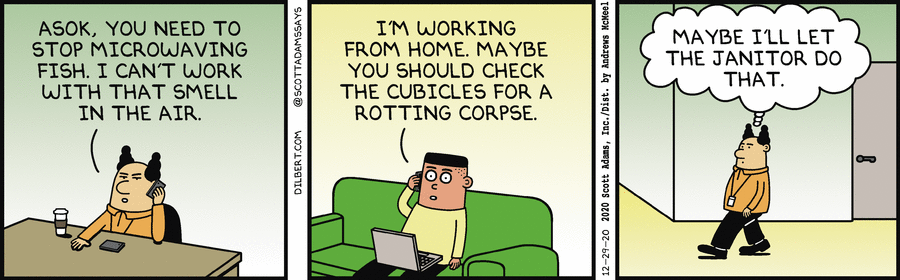 ASOK, YOU NEED TO
STOP MICROWAVING
FISH. I CAN'T WORK
WITH THAT SMELL
IN THE AIR.
DILBERT.COM @SCOTTADAMSSAYS
I'M WORKING
FROM HOME. MAYBE
YOU SHOULD CHECK
THE CUBICLES FOR A
ROTTING CORPSE.
12-29-20 2020 Scott Adams, Inc./Dist. by Andrews McMeel
MAYBE I'LL LET
THE JANITOR DO
THAT.